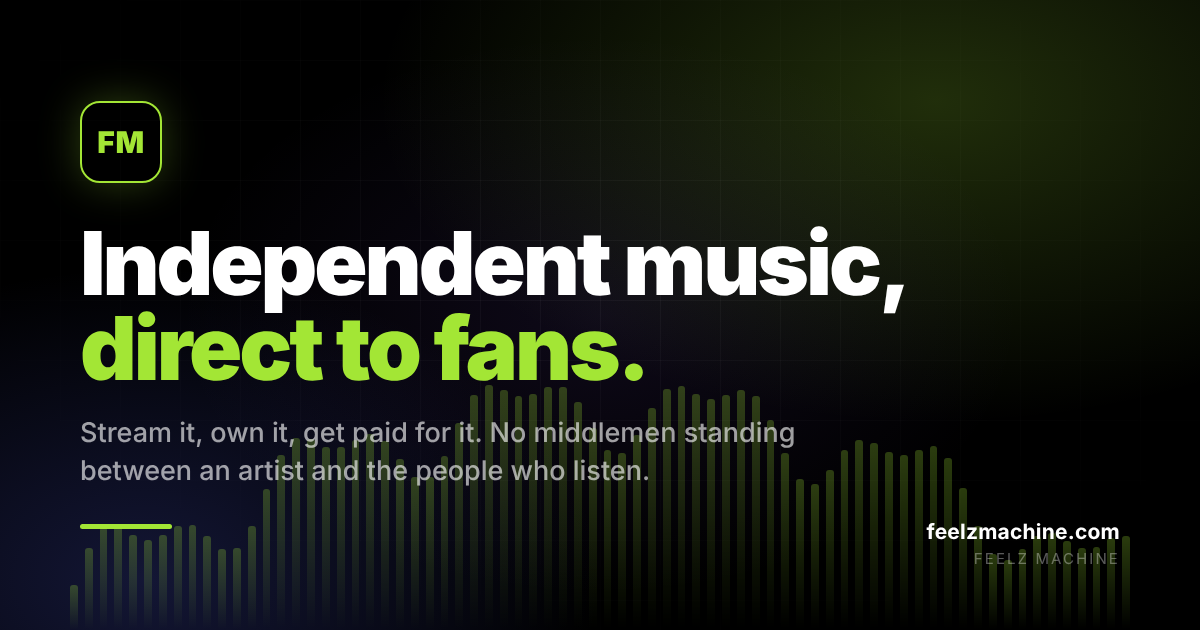 FM
Independent music,
direct to fans.
Stream it, own it, get paid for it. No middlemen standing
between an artist and the people who listen.
feelzmachine.com
FEELZ MACHINE